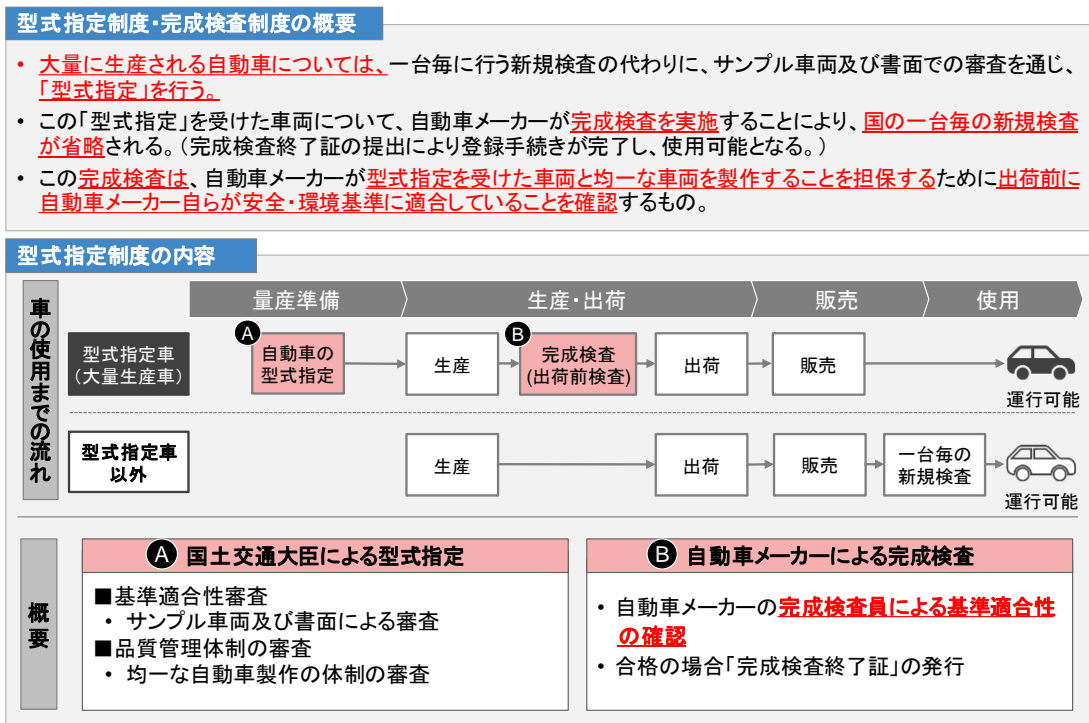 型式指定制度・完成検査制度の概要
• 大量に生産される自動車については、一台毎に行う新規検査の代わりに、サンプル車両及び書面での審査を通じ、
「型式指定」を行う。
• この「型式指定」を受けた車両について、自動車メーカーが完成検査を実施することにより、国の一台毎の新規検査
が省略される。（完成検査終了証の提出により登録手続きが完了し、使用可能となる。）
• この完成検査は、自動車メーカーが型式指定を受けた車両と均一な車両を製作することを担保するために出荷前に
自動車メーカー自らが安全・環境基準に適合していることを確認するもの。
型式指定制度の内容
車の使用までの流れ
量産準備
生産・出荷
販売
使用
型式指定車
（大量生産車）
A
自動車の
型式指定
生産
B
完成検査
(出荷前検査)
出荷
販売
運行可能
型式指定車
以外
生産
出荷
販売
一台毎の
新規検査
運行可能
概要
A 国土交通大臣による型式指定
■基準適合性審査
• サンプル車両及び書面による審査
■品質管理体制の審査
• 均一な自動車製作の体制の審査
B 自動車メーカーによる完成検査
• 自動車メーカーの完成検査員による基準適合性
の確認
• 合格の場合「完成検査終了証」の発行